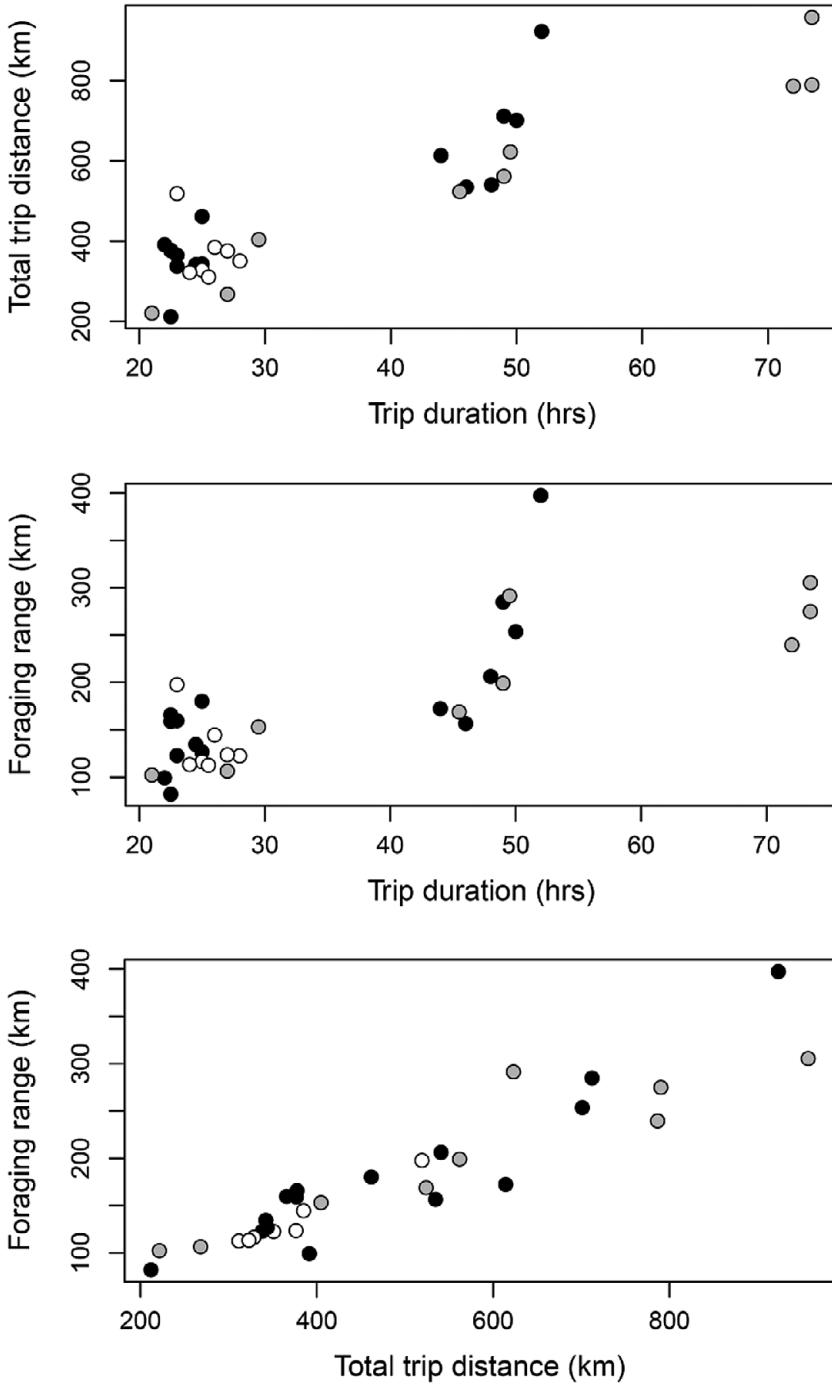 Total trip distance (km)
800
600
400
200
20 30 40 50 60 70
Trip duration (hrs)
Foraging range (km)
400
300
200
100
20 30 40 50 60 70
Trip duration (hrs)
Foraging range (km)
400
300
200
100
200 400 600 800
Total trip distance (km)